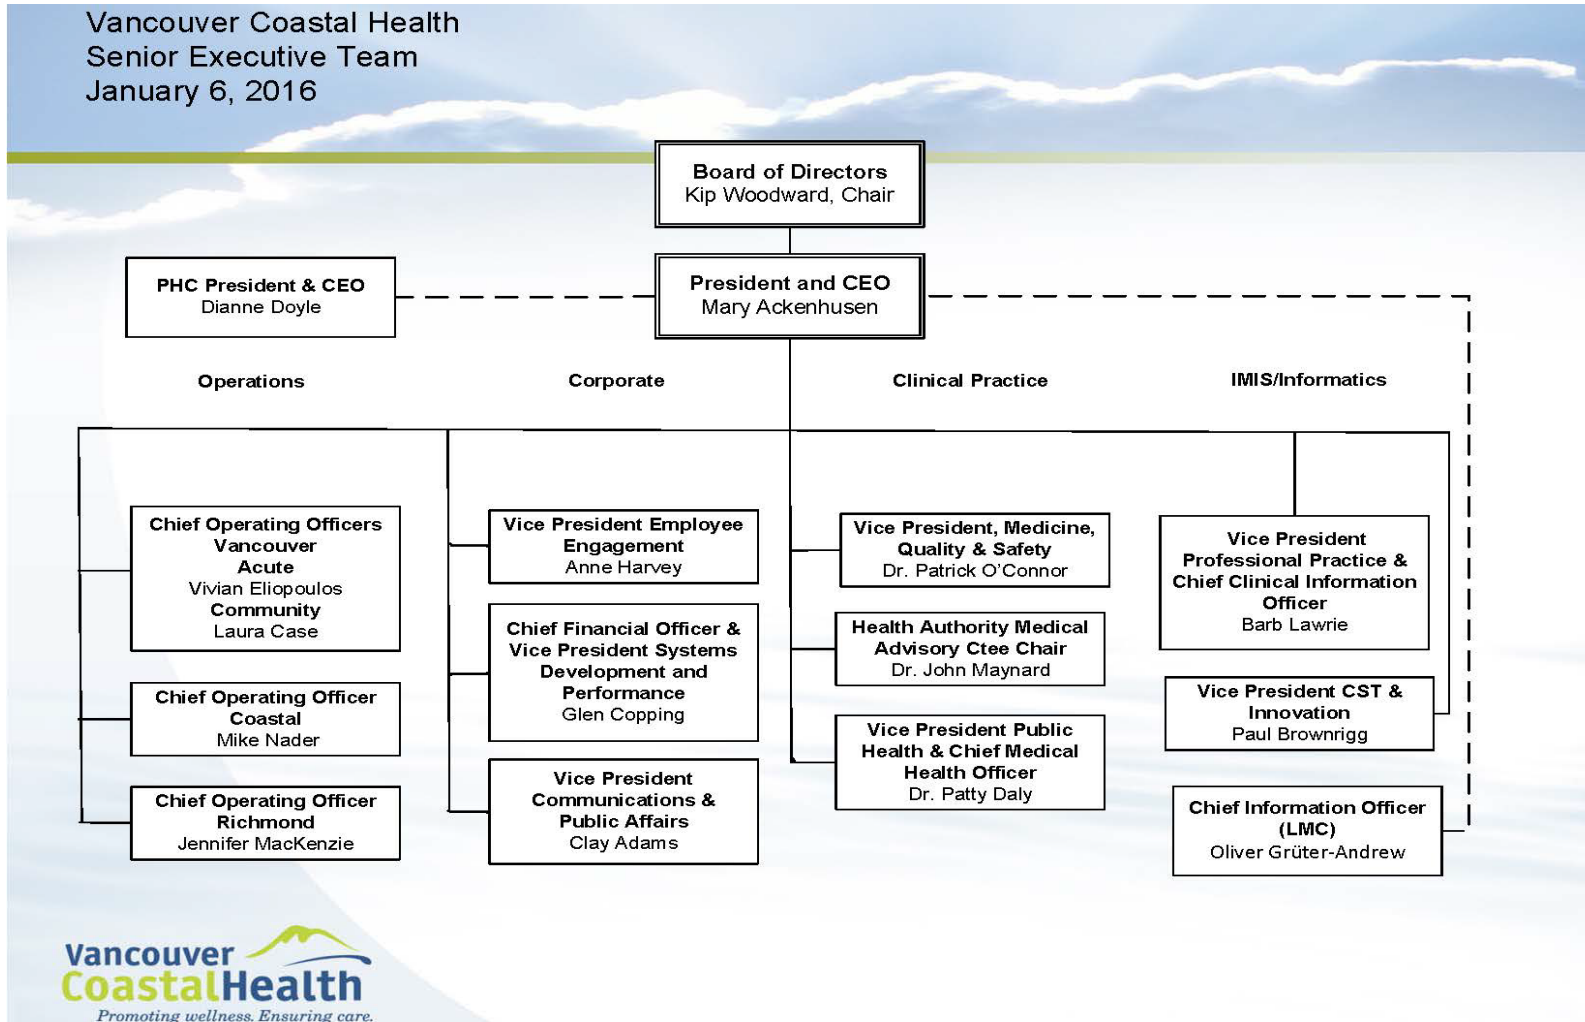 Vancouver Coastal Health
Senior Executive Team
January 6, 2016
Board of Directors
Kip Woodward, Chair
PHC President & CEO
Dianne Doyle
President and CEO
Mary Ackenhusen
Operations
Corporate
Clinical Practice
IMIS/Informatics
Chief Operating Officers
Vancouver
Acute
Vivian Eliopoulos
Community
Laura Case
Chief Operating Officer
Coastal
Mike Nader
Chief Operating Officer
Richmond
Jennifer MacKenzie
Vice President Employee
Engagement
Anne Harvey
Chief Financial Officer &
Vice President Systems
Development and
Performance
Glen Copping
Vice President
Communications &
Public Affairs
Clay Adams
Vice President, Medicine,
Quality & Safety
Dr. Patrick O’Connor
Health Authority Medical
Advisory Ctee Chair
Dr. John Maynard
Vice President Public
Health & Chief Medical
Health Officer
Dr. Patty Daly
Vice President
Professional Practice &
Chief Clinical Information
Officer
Barb Lawrie
Vice President CST &
Innovation
Paul Brownrigg
Chief Information Officer
(LMC)
Oliver Grüter-Andrew
Vancouver
CoastalHealth
Promoting wellness. Ensuring care.